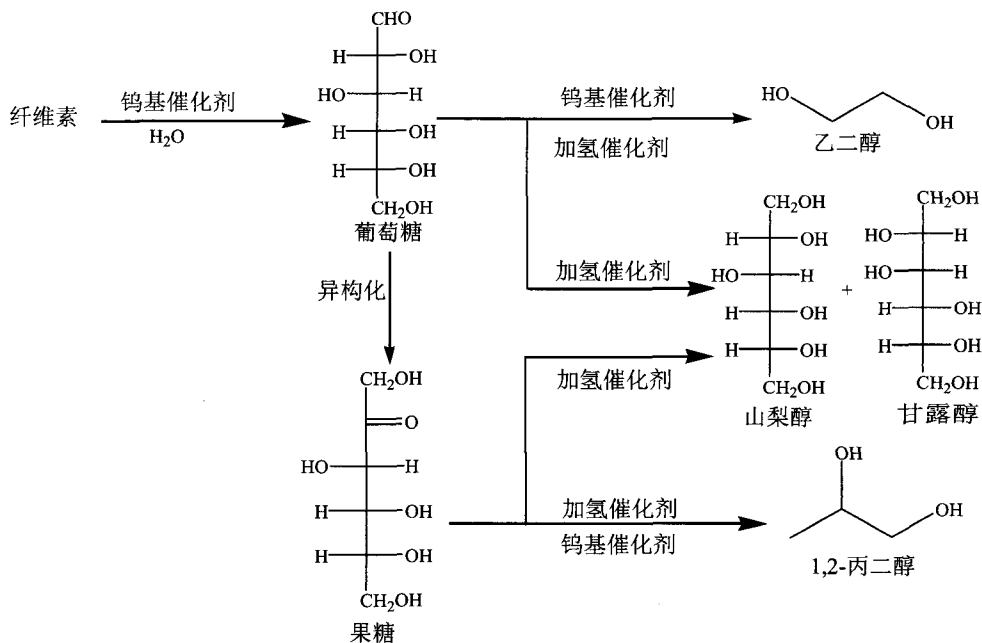 CHO
H
OH
HO
H
H
OH
H
OH
CH₂OH
葡萄糖
纤维素
钨基催化剂
H₂O
钨基催化剂
加氢催化剂
HO
OH
乙二醇
异构化
加氢催化剂
CH₂OH
H
OH
HO
H
H
OH
H
OH
CH₂OH
山梨醇
+
CH₂OH
HO
H
HO
H
H
OH
H
OH
CH₂OH
甘露醇
加氢催化剂
CH₂OH
O
HO
H
H
OH
H
OH
CH₂OH
果糖
加氢催化剂
钨基催化剂
OH
OH
1,2-丙二醇